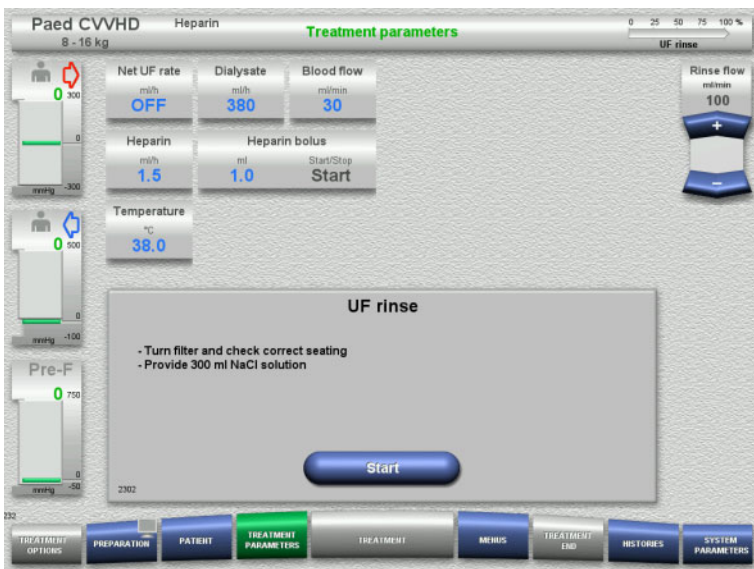 Paed CVVHD Heparin
8 - 16 kg
Treatment parameters
0 25 50 75 100 %
UF rinse
0 300
0
mmHg -300
0 500
0
mmHg -100
Pre-F
0 750
0
mmHg -50
Net UF rate
ml/h
OFF
Dialysate
ml/h
380
Blood flow
ml/min
30
Rinse flow
ml/min
100
+
–
Heparin
ml/h
1.5
Heparin bolus
ml Start/Stop
1.0 Start
Temperature
°C
38.0
UF rinse
- Turn filter and check correct seating
- Provide 300 ml NaCl solution
Start
2302
232
TREATMENT
OPTIONS
PREPARATION
PATIENT
TREATMENT
PARAMETERS
TREATMENT
MENUS
TREATMENT
END
HISTORIES
SYSTEM
PARAMETERS